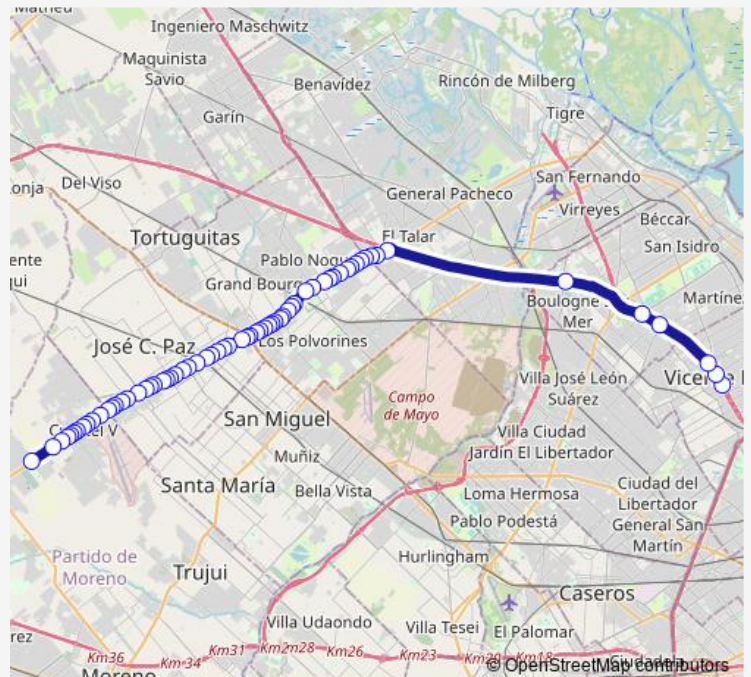 Ingeniero Maschwitz
Maquinista
Savio
Benavídez
Rincón de Milberg
Garín
Tigre
Del Viso
San Fernando
General Pacheco
Virreyes
Béccar
Tortuguitas
El Talar
San Isidro
Pablo
Grand
Boulogne
Mer
José C. Paz
Los Polvorines
Villa José León
Suárez
Campo
de Mayo
San Miguel
Villa Ciudad
Jardín El Libertador
Muñiz
Santa María
Bella Vista
Loma Hermosa
Ciudad del
Libertador
General San
Martín
Pablo Podestá
Partido de
Moreno
Trujui
Hurlingham
Caseros
Villa Udaondo
Villa Tesei
El Palomar
Km36
Km-34
Km31
Km26
Km23
© OpenStreetMap contributors